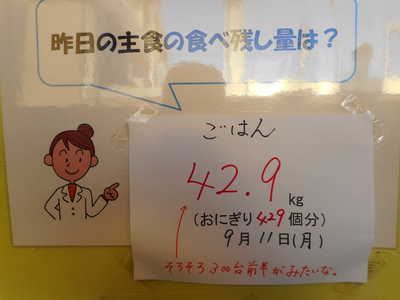 昨日の主食の食べ残し量は？
ごはん
42.9 kg
(おにぎり429個分)
9月11日(月)
そろそろ300台前半がみたいな。